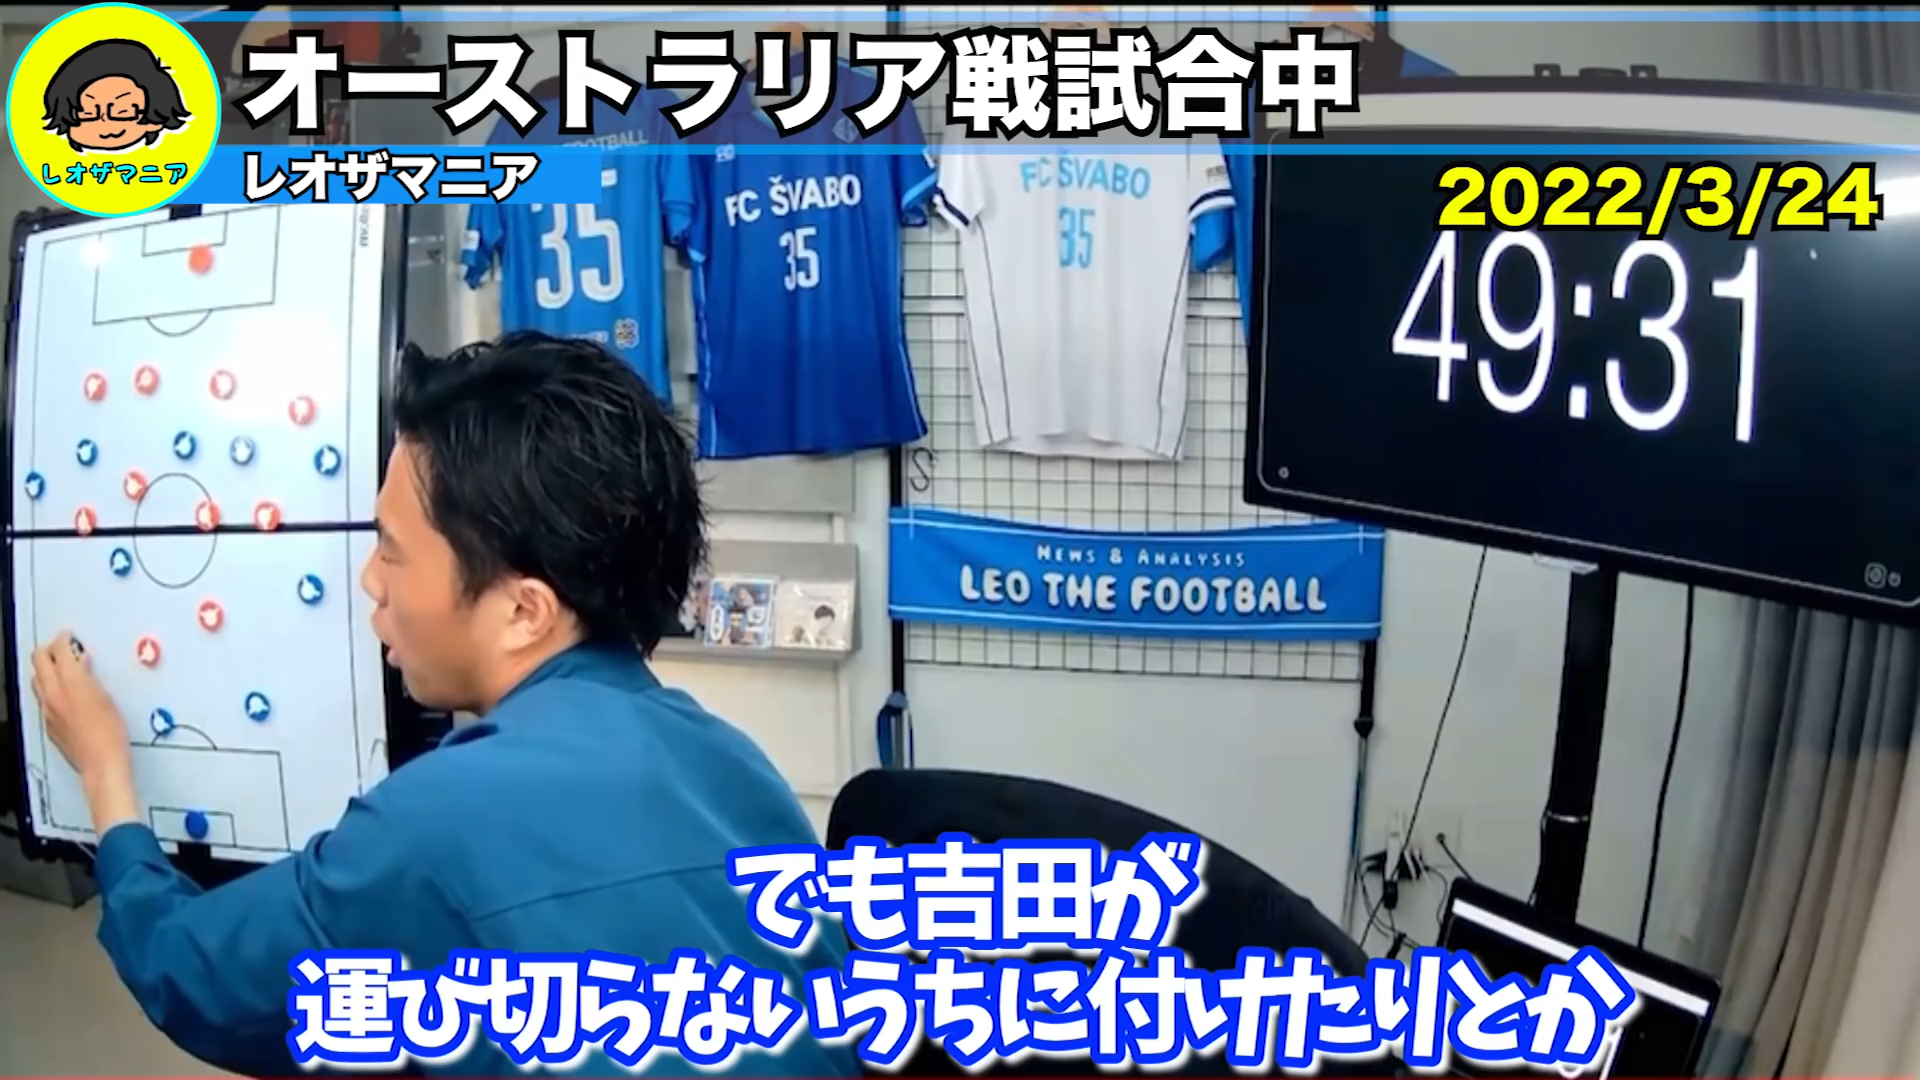 オーストラリア戦試合中
レオザマニア
レオザマニア
2022/3/24
49:31
FOOTBALL
35
FC ŠVABO
35
FC ŠVABO
35
NEWS & ANALYSIS
LEO THE FOOTBALL
でも吉田が
運び切らないうちに付けたりとか